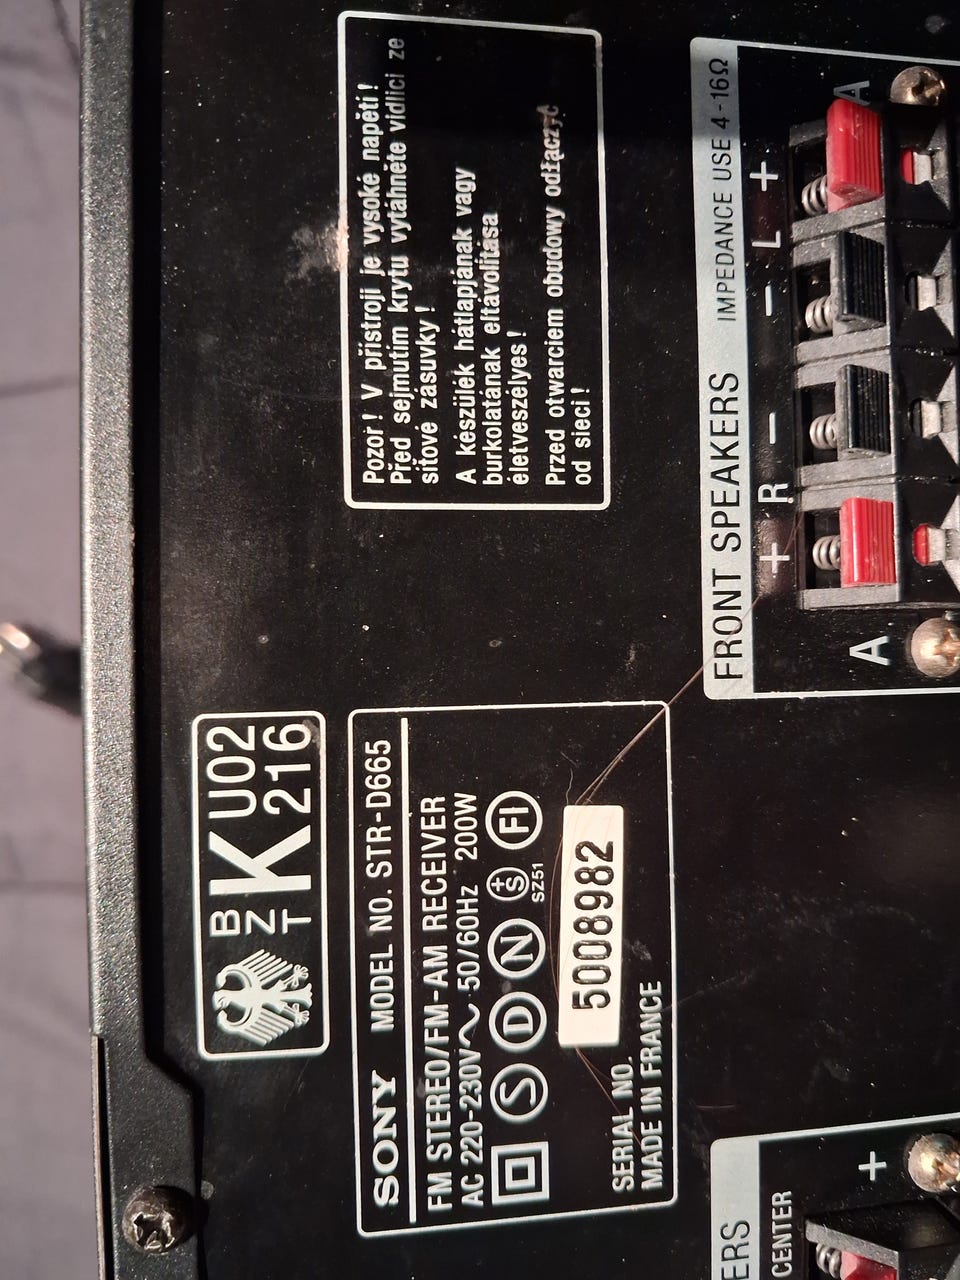 Pozor! V přístroji je vysoké napětí!
Před sejmutím krytu vytáhněte vidlici ze
síťové zásuvky!
A készülék hátlapjának vagy
burkolatának eltávolítása
életveszélyes!
Przed otwarciem obudowy odłączyć
od sieci!
BZT K U02
216
SONY MODEL NO. STR-D665
FM STEREO/FM-AM RECEIVER
AC 220-230V~ 50/60Hz 200W
S D N +S FI
SZ51
5008982
SERIAL NO.
MADE IN FRANCE
FRONT SPEAKERS IMPEDANCE USE 4-16Ω
+ R - - L +
A A
ERS
CENTER
+